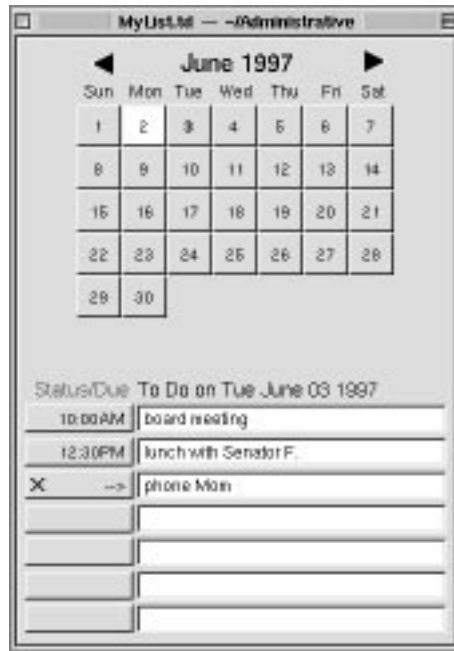 MyList.td — ~/Administrative
June 1997
Sun Mon Tue Wed Thu Fri Sat
1 2 3 4 5 6 7
8 9 10 11 12 13 14
15 16 17 18 19 20 21
22 23 24 25 26 27 28
29 30
Status/Due To Do on Tue June 03 1997
10:00AM board meeting
12:30PM lunch with Senator F.
X --> phone Mom